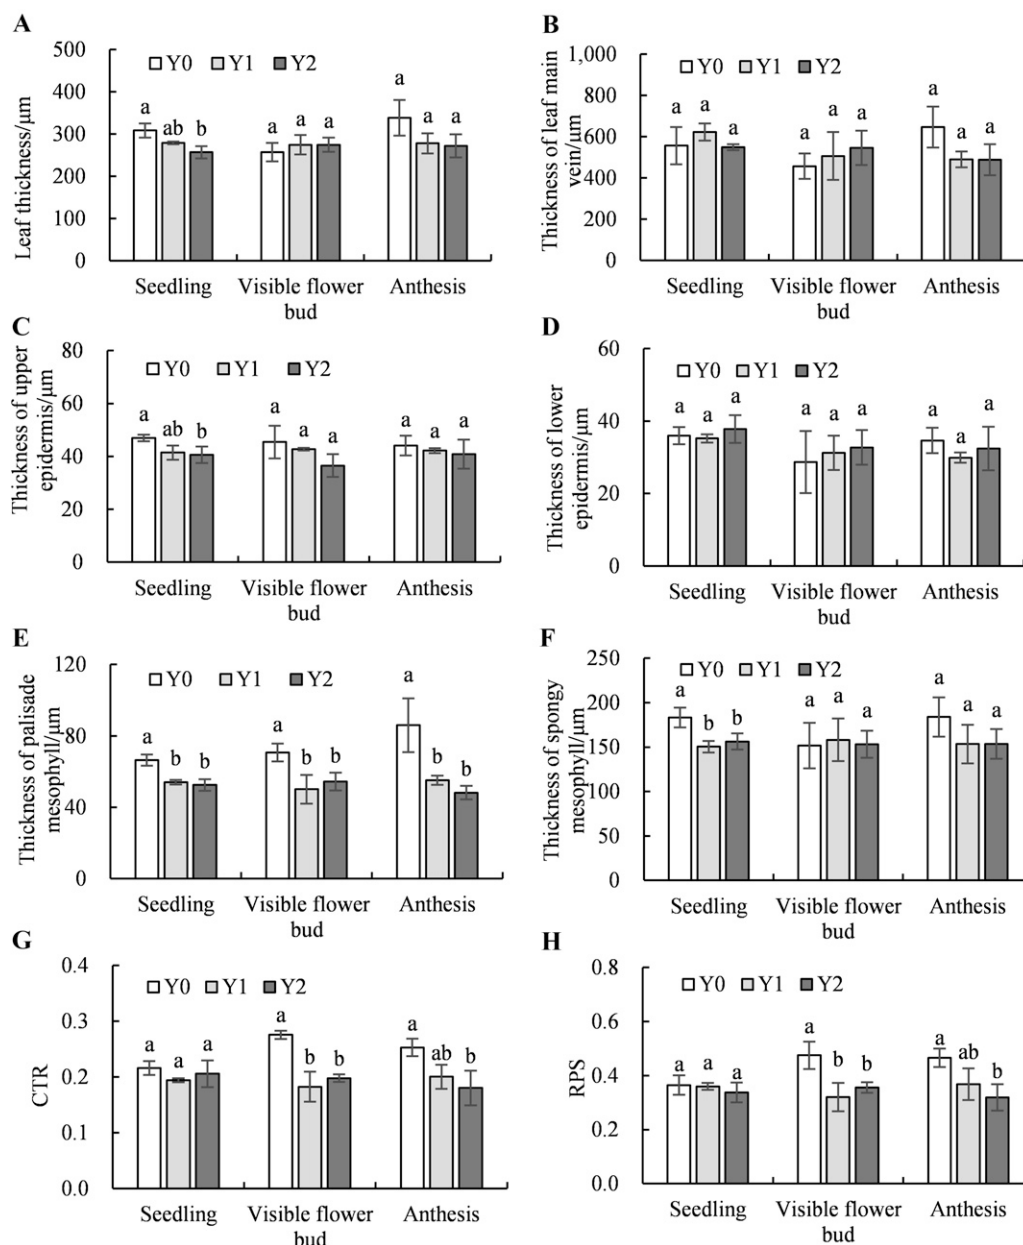 A
Leaf thickness/μm
500
400
300
200
100
0
Y0 Y1 Y2
a ab b a a a a a a
Seedling Visible flower bud Anthesis
B
Thickness of leaf main vein/μm
1,000
800
600
400
200
0
Y0 Y1 Y2
a a a a a a a a a
Seedling Visible flower bud Anthesis
C
Thickness of upper epidermis/μm
80
60
40
20
0
Y0 Y1 Y2
a ab b a a a a a a
Seedling Visible flower bud Anthesis
D
Thickness of lower epidermis/μm
60
40
20
0
Y0 Y1 Y2
a a a a a a a a a
Seedling Visible flower bud Anthesis
E
Thickness of palisade mesophyll/μm
120
80
40
0
Y0 Y1 Y2
a b b a b b a b b
Seedling Visible flower bud Anthesis
F
Thickness of spongy mesophyll/μm
250
200
150
100
50
0
Y0 Y1 Y2
a b b a a a a a a
Seedling Visible flower bud Anthesis
G
CTR
0.4
0.3
0.2
0.1
0.0
Y0 Y1 Y2
a a a a b b a ab b
Seedling Visible flower bud Anthesis
H
RPS
0.8
0.6
0.4
0.2
0.0
Y0 Y1 Y2
a a a a b b a ab b
Seedling Visible flower bud Anthesis